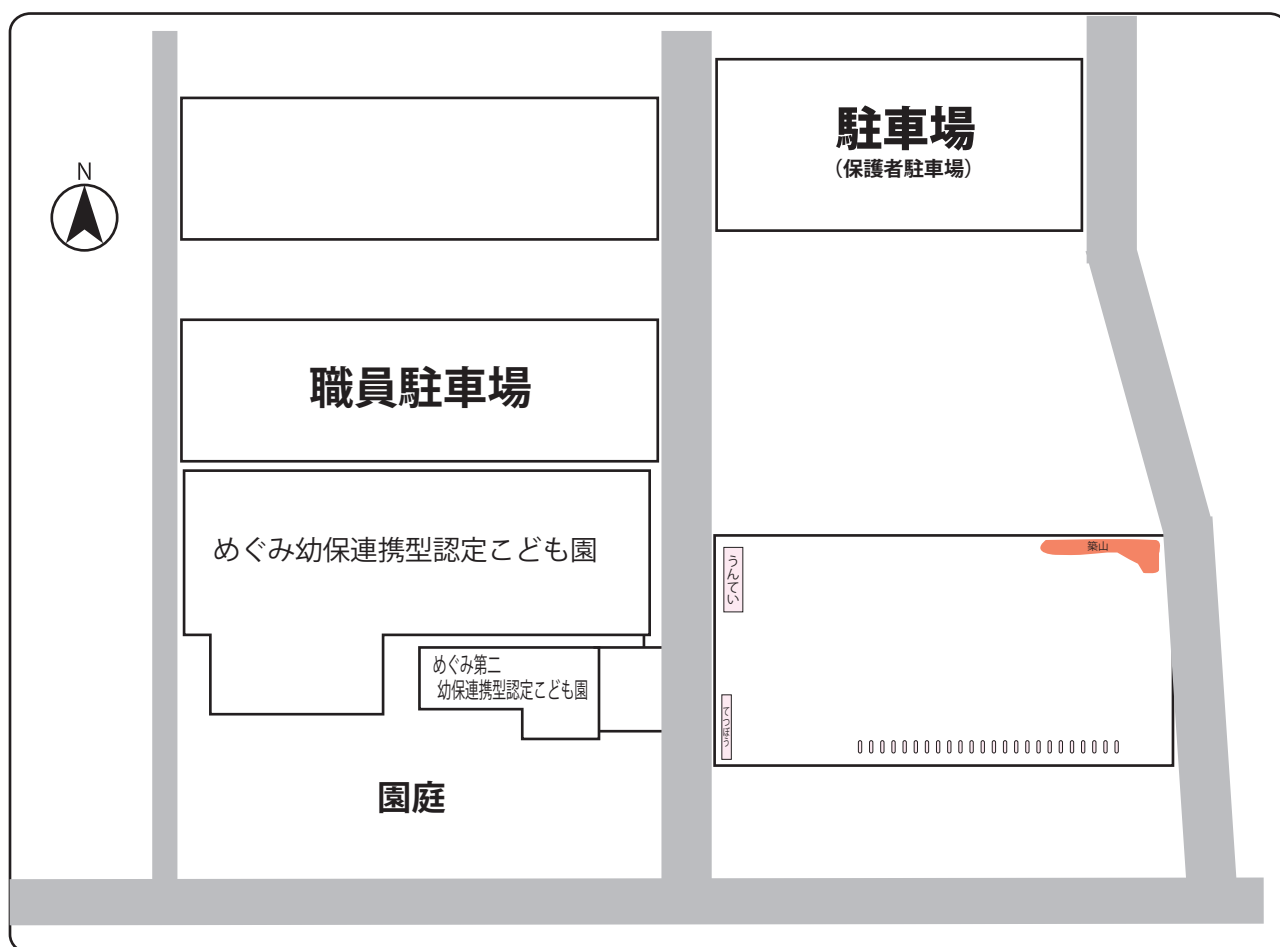 N
駐車場
（保護者駐車場）
職員駐車場
めぐみ幼保連携型認定こども園
築山
うんてい
めぐみ第二
幼保連携型認定こども園
てつぼう
園庭